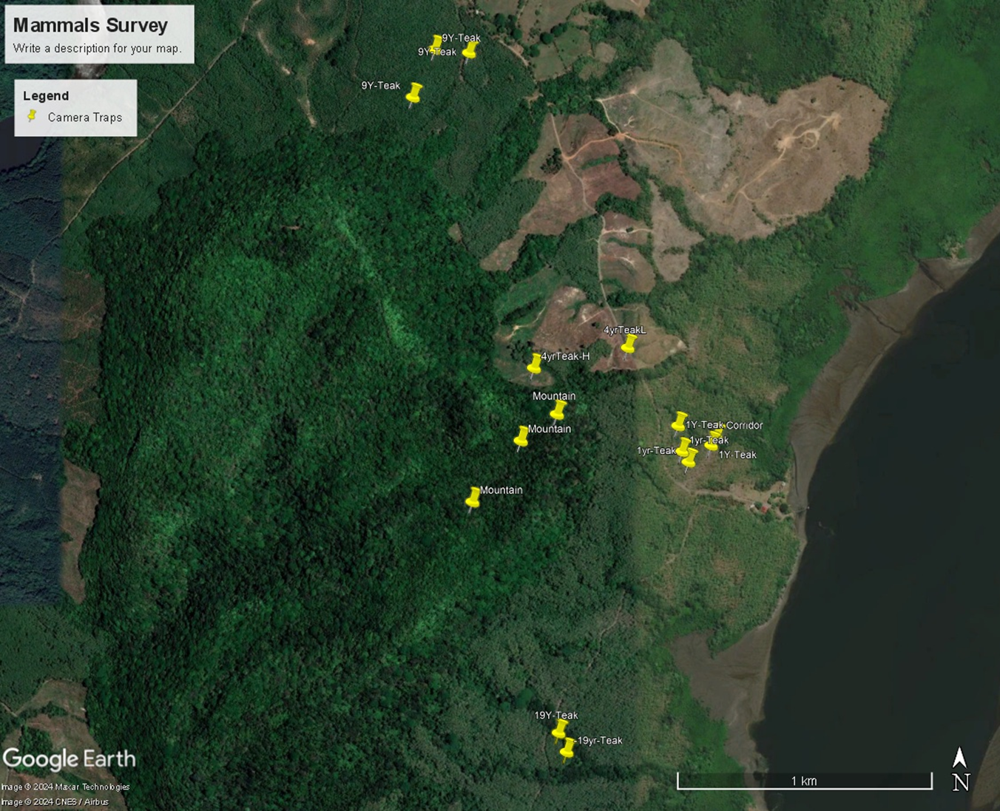 Mammals Survey
Write a description for your map.
Legend
Camera Traps
9Y-Teak
9Y-Teak
9Y-Teak
4yrTeakL
4yrTeak-H
Mountain
Mountain
1Y-Teak Corridor
1yr-Teak
1yr-Teak
1Y-Teak
Mountain
19Y-Teak
-19yr-Teak
Google Earth
Image © 2024 Maxar Technologies
Image © 2024 CNES / Airbus
1 km
N